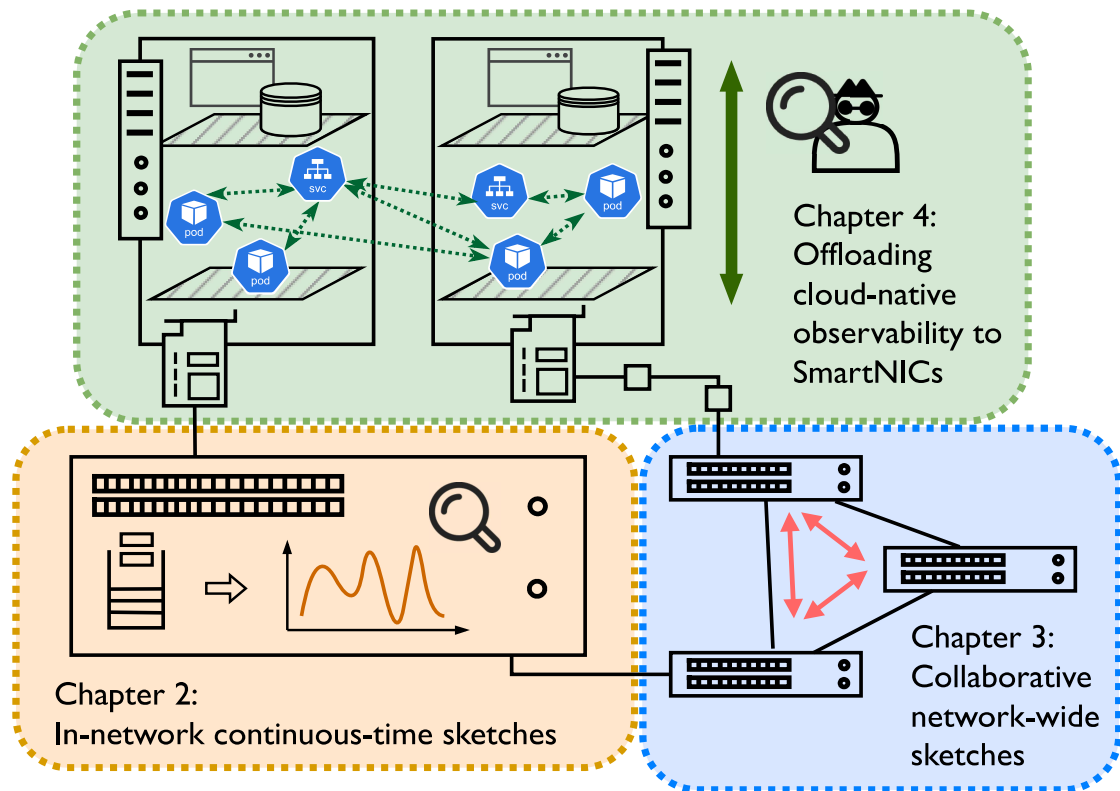 svc
svc
pod
pod
pod
pod
Chapter 4:
Offloading
cloud-native
observability to
SmartNICs
Chapter 2:
In-network continuous-time sketches
Chapter 3:
Collaborative
network-wide
sketches